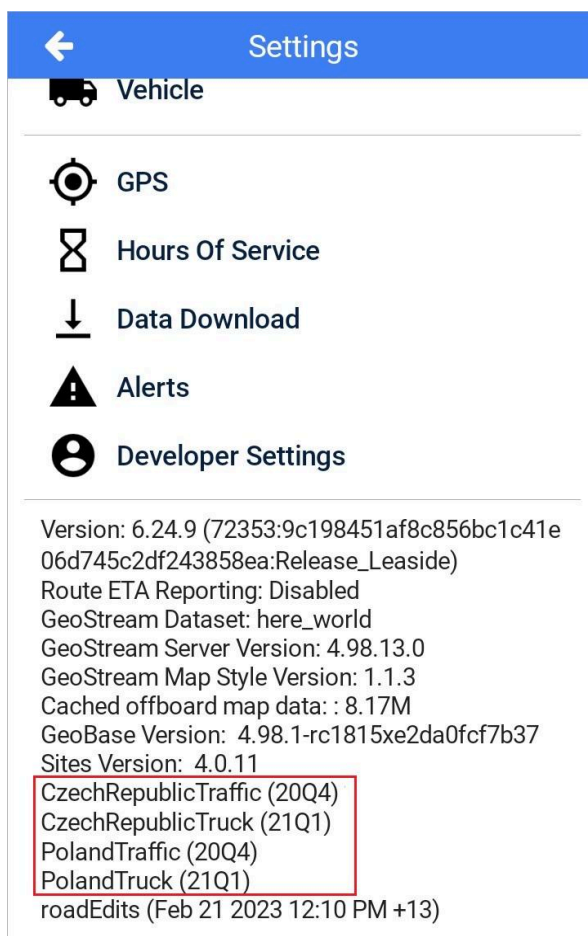 Settings
Vehicle
GPS
Hours Of Service
Data Download
Alerts
Developer Settings
Version: 6.24.9 (72353:9c198451af8c856bc1c41e
06d745c2df243858ea:Release_Leaside)
Route ETA Reporting: Disabled
GeoStream Dataset: here_world
GeoStream Server Version: 4.98.13.0
GeoStream Map Style Version: 1.1.3
Cached offboard map data: : 8.17M
GeoBase Version:  4.98.1-rc1815xe2da0fcf7b37
Sites Version:  4.0.11
CzechRepublicTraffic (20Q4)
CzechRepublicTruck (21Q1)
PolandTraffic (20Q4)
PolandTruck (21Q1)
roadEdits (Feb 21 2023 12:10 PM +13)